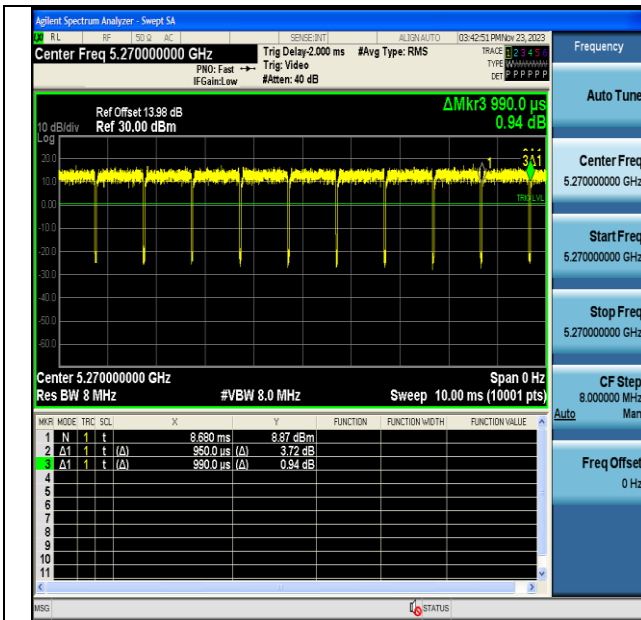 Agilent Spectrum Analyzer - Swept SA
RL RF 50 Ω AC SENSE:INT ALIGN AUTO 03:42:51 PM Nov 23, 2023
Center Freq 5.270000000 GHz
PNO: Fast
IFGain:Low
Trig Delay-2.000 ms
Trig: Video
#Atten: 40 dB
#Avg Type: RMS
TRACE 1 2 3 4 5 6
TYPE WWWWWW
DET P P P P P P
Ref Offset 13.98 dB
10 dB/div Ref 30.00 dBm
Log
ΔMkr3 990.0 µs
0.94 dB
20.0
10.0
0.00
-10.0
-20.0
-30.0
-40.0
-50.0
-60.0
1
3Δ1
TRIG LVL
Center 5.270000000 GHz Span 0 Hz
Res BW 8 MHz #VBW 8.0 MHz Sweep 10.00 ms (10001 pts)
MKR MODE TRC SCL X Y FUNCTION FUNCTION WIDTH FUNCTION VALUE
1 N 1 t 8.680 ms 8.87 dBm
2 Δ1 1 t (Δ) 950.0 µs (Δ) 3.72 dB
3 Δ1 1 t (Δ) 990.0 µs (Δ) 0.94 dB
4
5
6
7
8
9
10
11
MSG STATUS
Frequency
Auto Tune
Center Freq
5.270000000 GHz
Start Freq
5.270000000 GHz
Stop Freq
5.270000000 GHz
CF Step
8.000000 MHz
Auto Man
Freq Offset
0 Hz